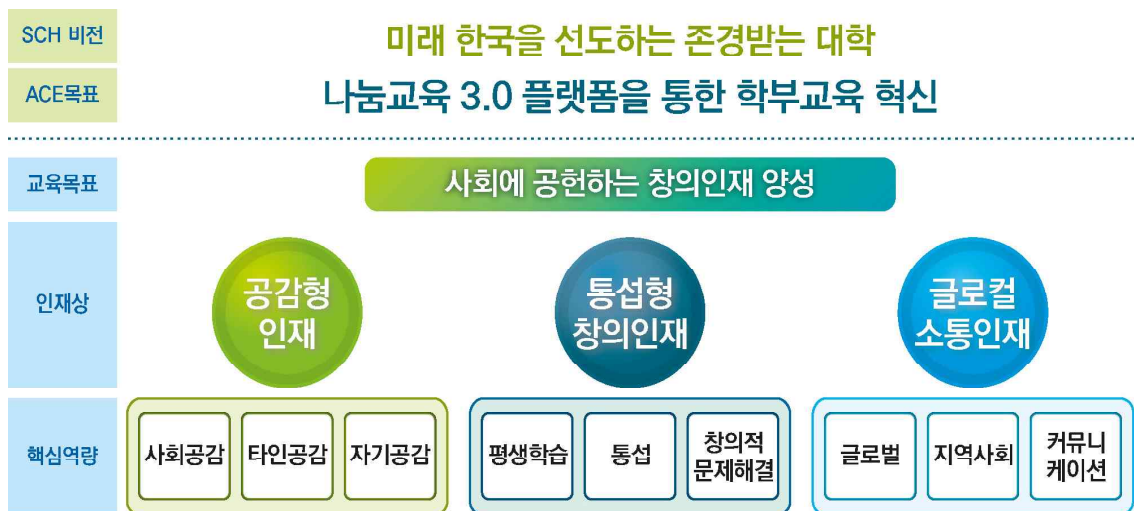 SCH 비전
미래 한국을 선도하는 존경받는 대학
ACE목표
나눔교육 3.0 플랫폼을 통한 학부교육 혁신
교육목표
사회에 공헌하는 창의인재 양성
인재상
공감형
인재
통섭형
창의인재
글로컬
소통인재
핵심역량
사회공감
타인공감
자기공감
평생학습
통섭
창의적
문제해결
글로벌
지역사회
커뮤니
케이션